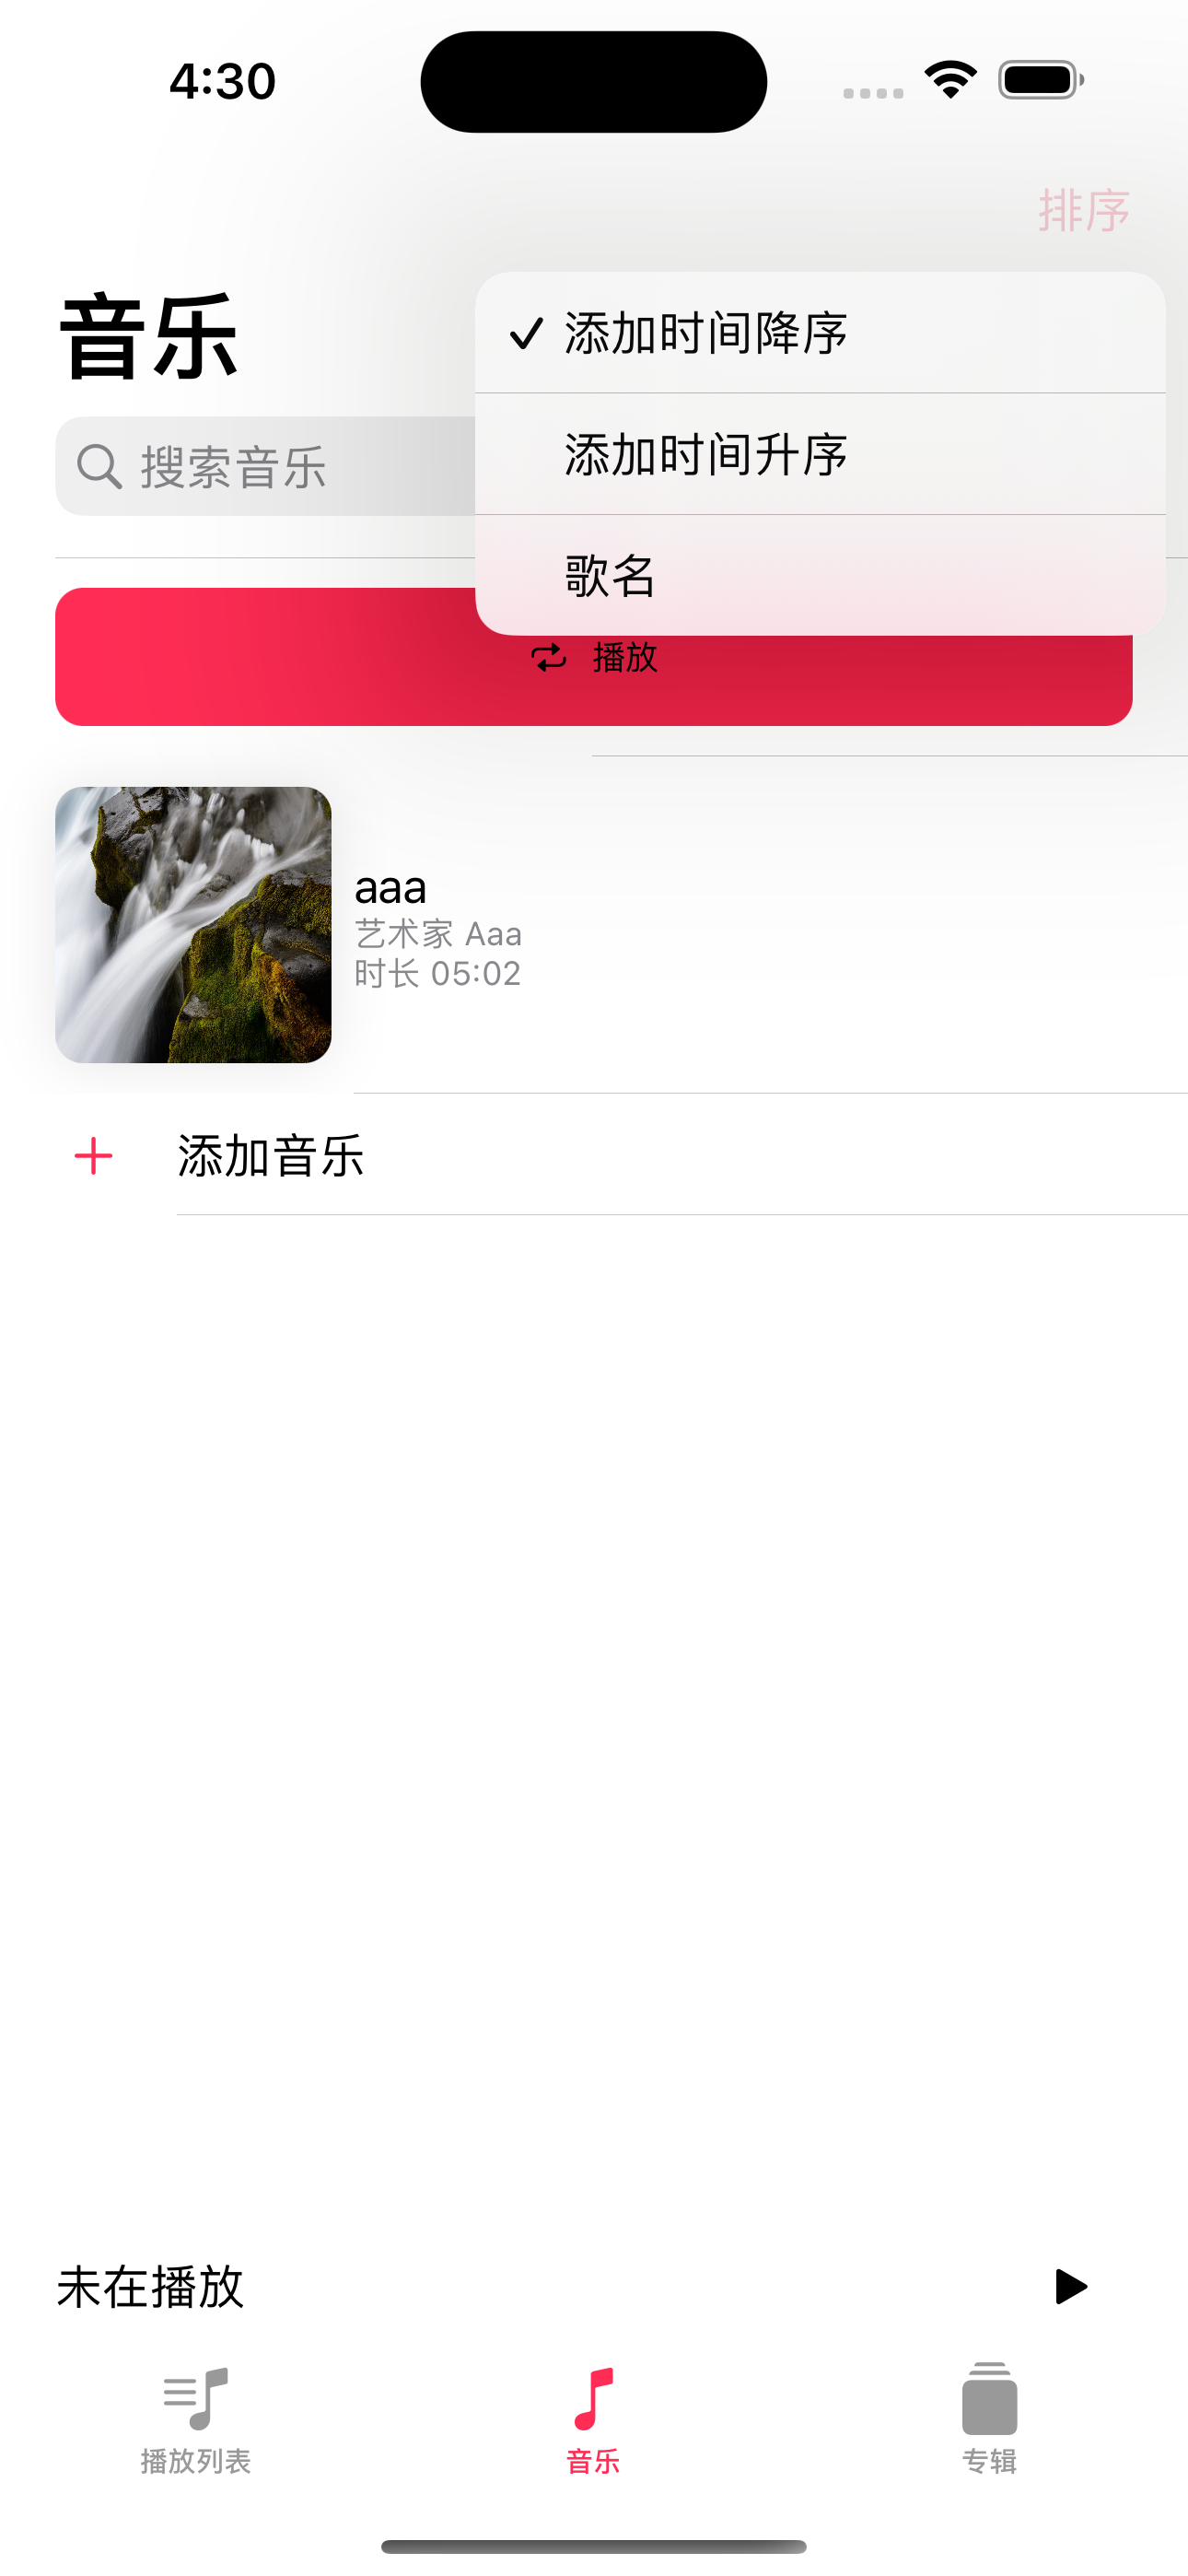 4:30
排序
音乐
添加时间降序
添加时间升序
歌名
搜索音乐
播放
aaa
艺术家 Aaa
时长 05:02
添加音乐
未在播放
播放列表
音乐
专辑